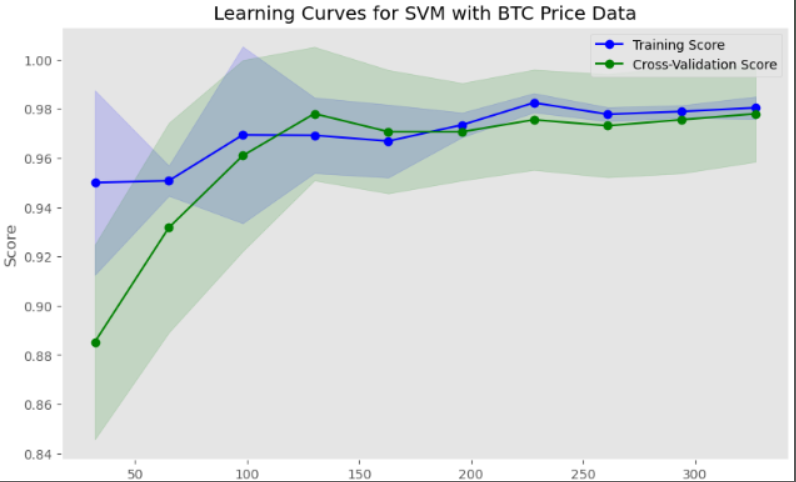 Learning Curves for SVM with BTC Price Data
Training Score
Cross-Validation Score
Score
1.00
0.98
0.96
0.94
0.92
0.90
0.88
0.86
0.84
50 100 150 200 250 300